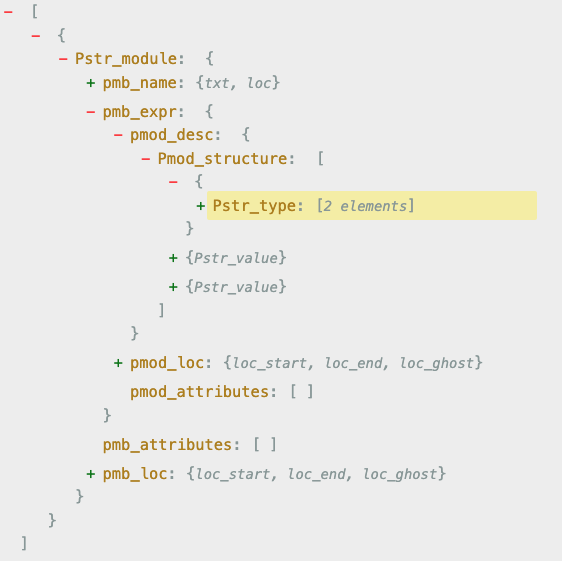 − [
− {
− Pstr_module: {
+ pmb_name: {txt, loc}
− pmb_expr: {
− pmod_desc: {
− Pmod_structure: [
− {
+ Pstr_type: [2 elements]
}
+ {Pstr_value}
+ {Pstr_value}
]
}
+ pmod_loc: {loc_start, loc_end, loc_ghost}
pmod_attributes: [ ]
}
pmb_attributes: [ ]
+ pmb_loc: {loc_start, loc_end, loc_ghost}
}
}
]